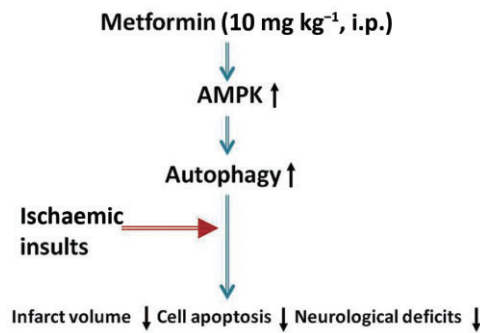 Metformin (10 mg kg⁻¹, i.p.)
AMPK ↑
Autophagy ↑
Ischaemic
insults
Infarct volume ↓ Cell apoptosis ↓ Neurological deficits ↓